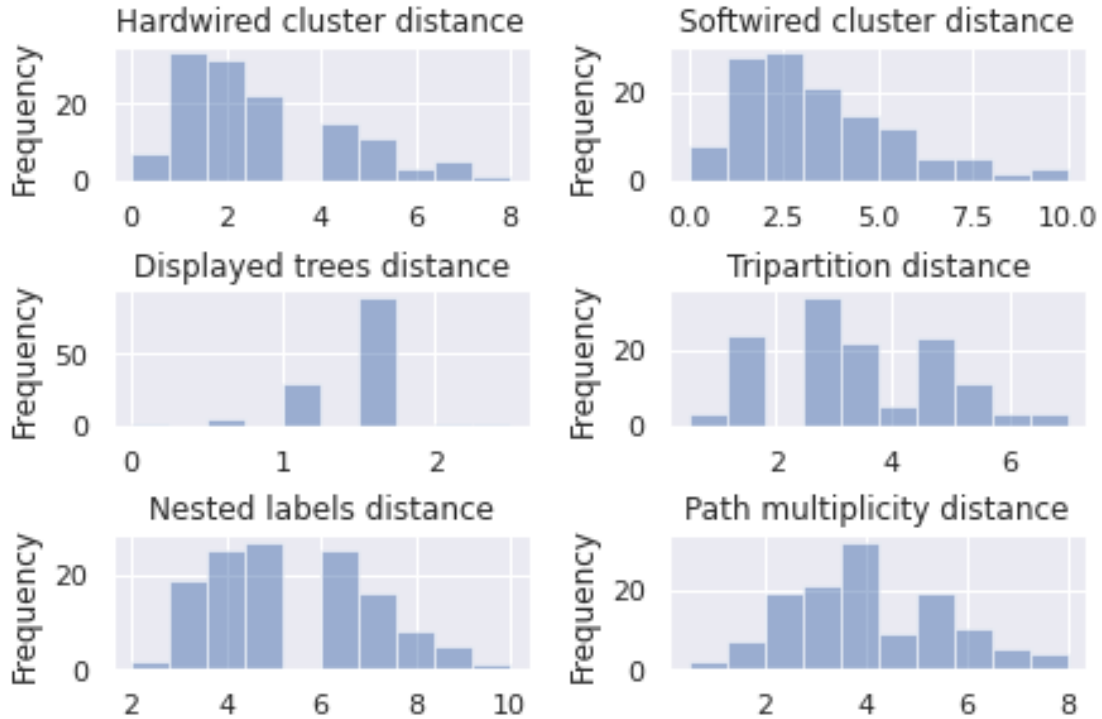 Hardwired cluster distance
Frequency
20
0
0 2 4 6 8
Softwired cluster distance
Frequency
20
0
0.0 2.5 5.0 7.5 10.0
Displayed trees distance
Frequency
50
0
0 1 2
Tripartition distance
Frequency
20
0
2 4 6
Nested labels distance
Frequency
20
0
2 4 6 8 10
Path multiplicity distance
Frequency
20
0
2 4 6 8